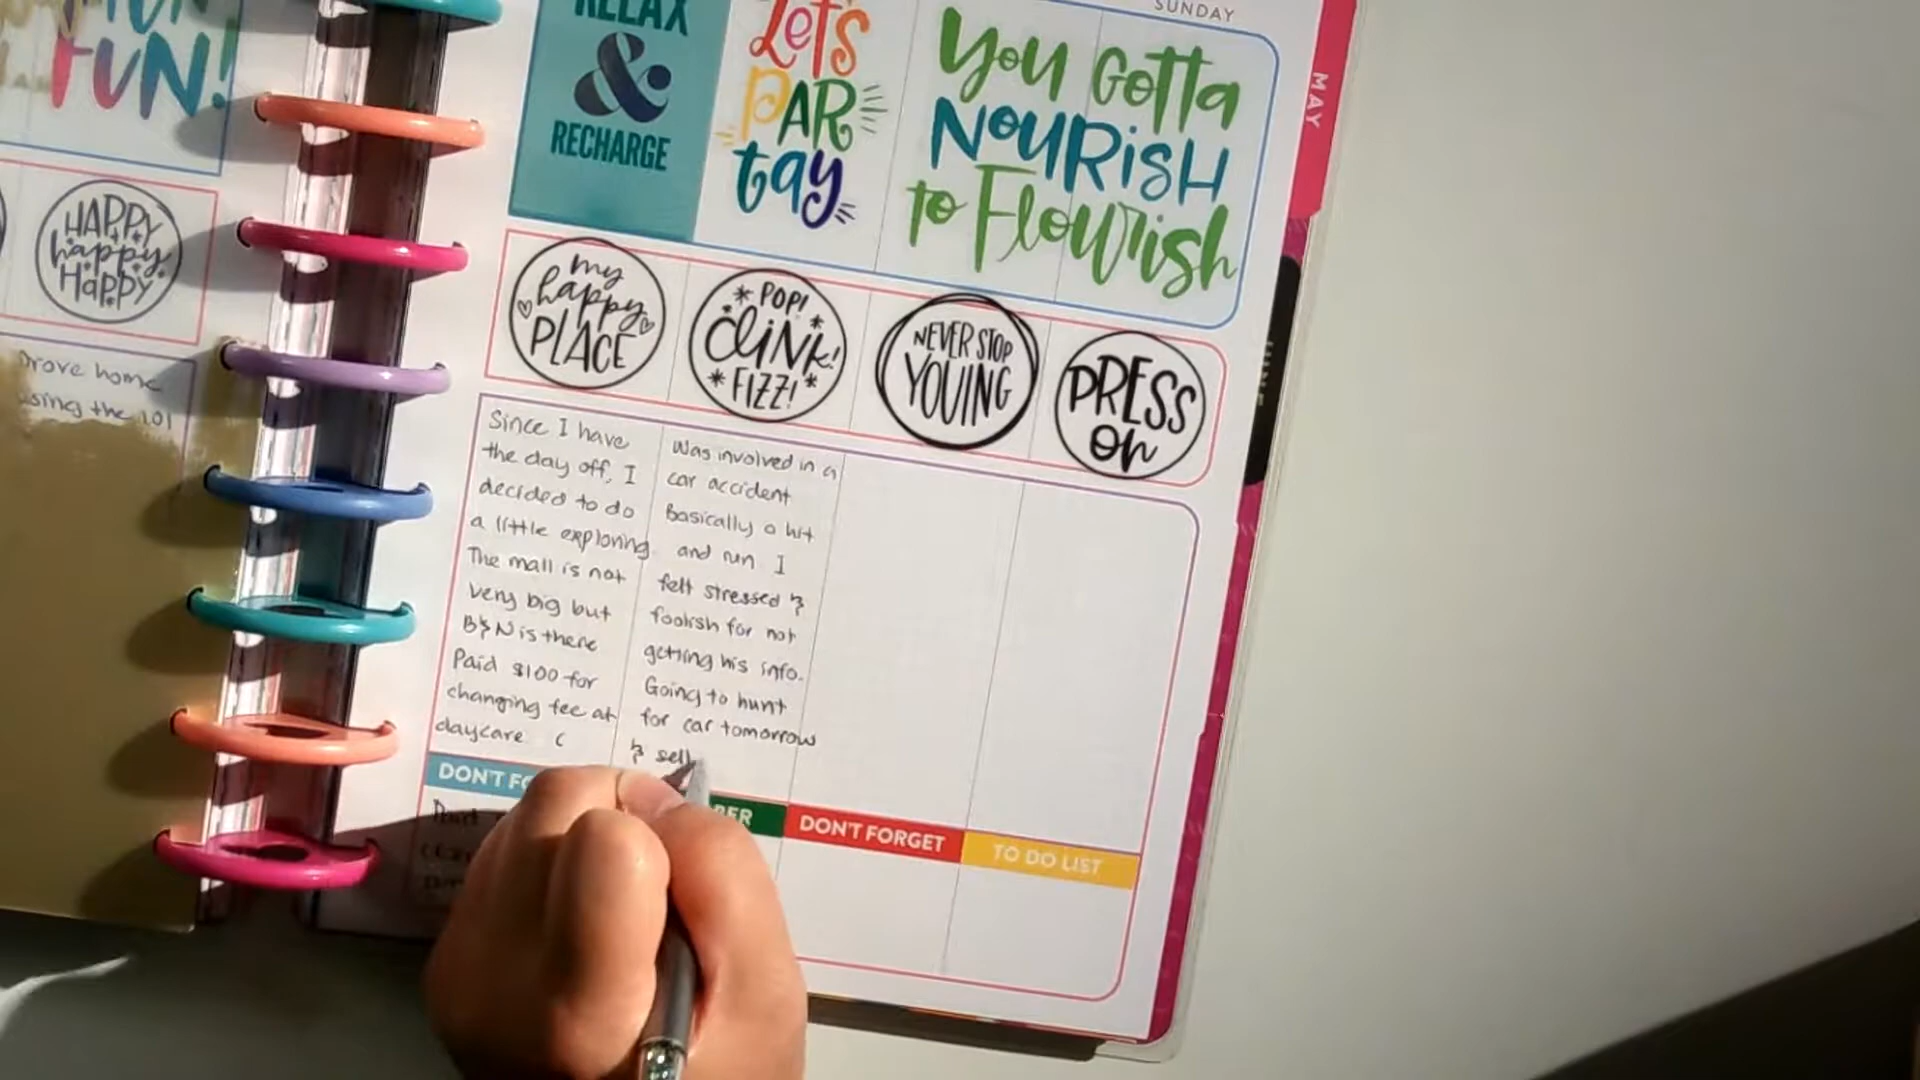 FUN!
HAPPY
happy
HAPPY
home
using the 101
RELAX
&
RECHARGE
Let's
PAR
tay
SUNDAY
You Gotta
Nourish
to Flourish
MAY
my
happy
PLACE
POP!
CLINK!
FIZZ!
NEVER STOP
YOUING
PRESS
on
Since I have
the day off, I
decided to do
a little exploring
The mall is not
very big but
B&N is there
Paid $100 for
changing fee at
daycare (
Was involved in a
car accident
Basically a hit
and run I
felt stressed &
foolish for not
getting his info.
Going to hunt
for car tomorrow
& sell
DON'T
DON'T FORGET
TO DO LIST